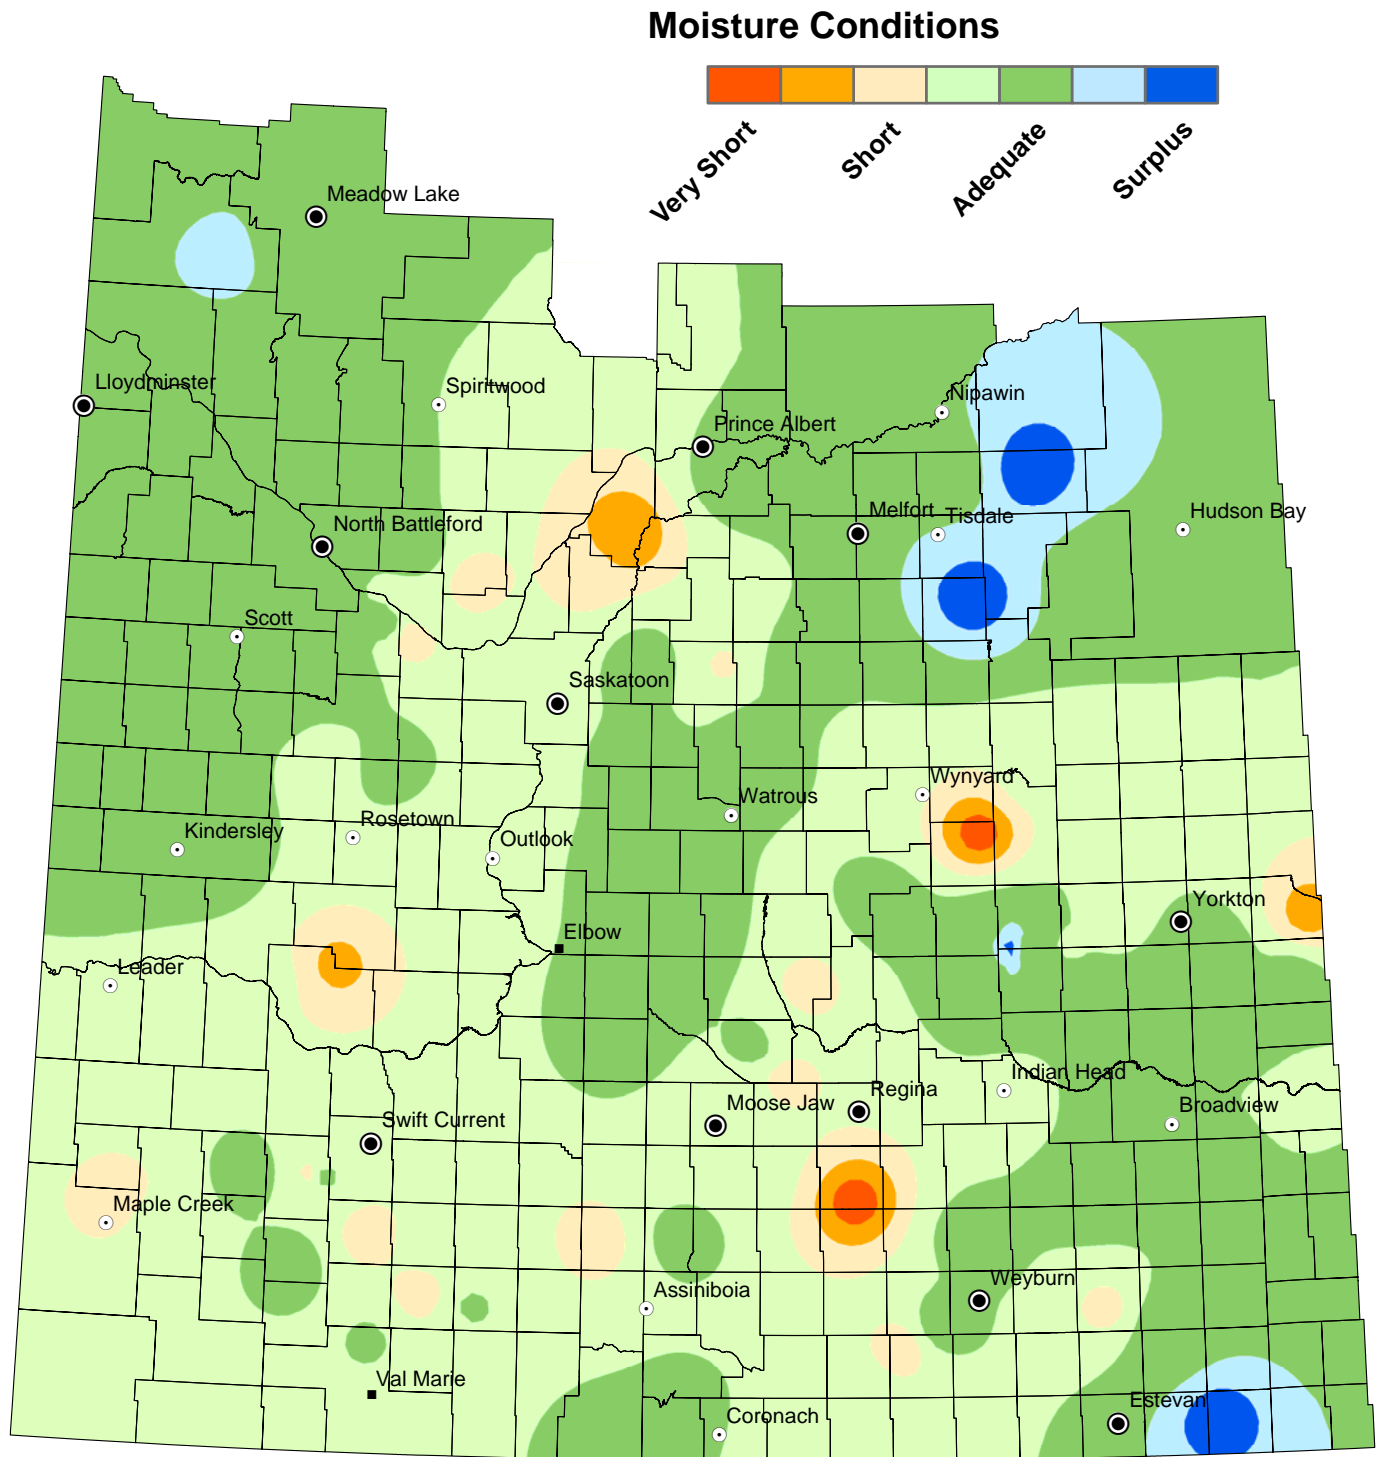 Moisture Conditions
Very Short
Short
Adequate
Surplus
Meadow Lake
Lloydminster
Spiritwood
Nipawin
Prince Albert
North Battleford
Melfort
Tisdale
Hudson Bay
Scott
Saskatoon
Wynyard
Watrous
Kindersley
Rosetown
Outlook
Yorkton
Elbow
Leader
Indian Head
Regina
Moose Jaw
Broadview
Swift Current
Maple Creek
Weyburn
Assiniboia
Val Marie
Estevan
Coronach